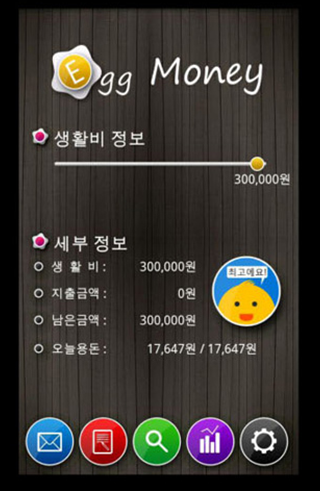 Egg Money
생활비 정보
300,000원
세부 정보
생 활 비 : 300,000원
최고에요!
지출금액 : 0원
남은금액 : 300,000원
오늘용돈 : 17,647원 / 17,647원